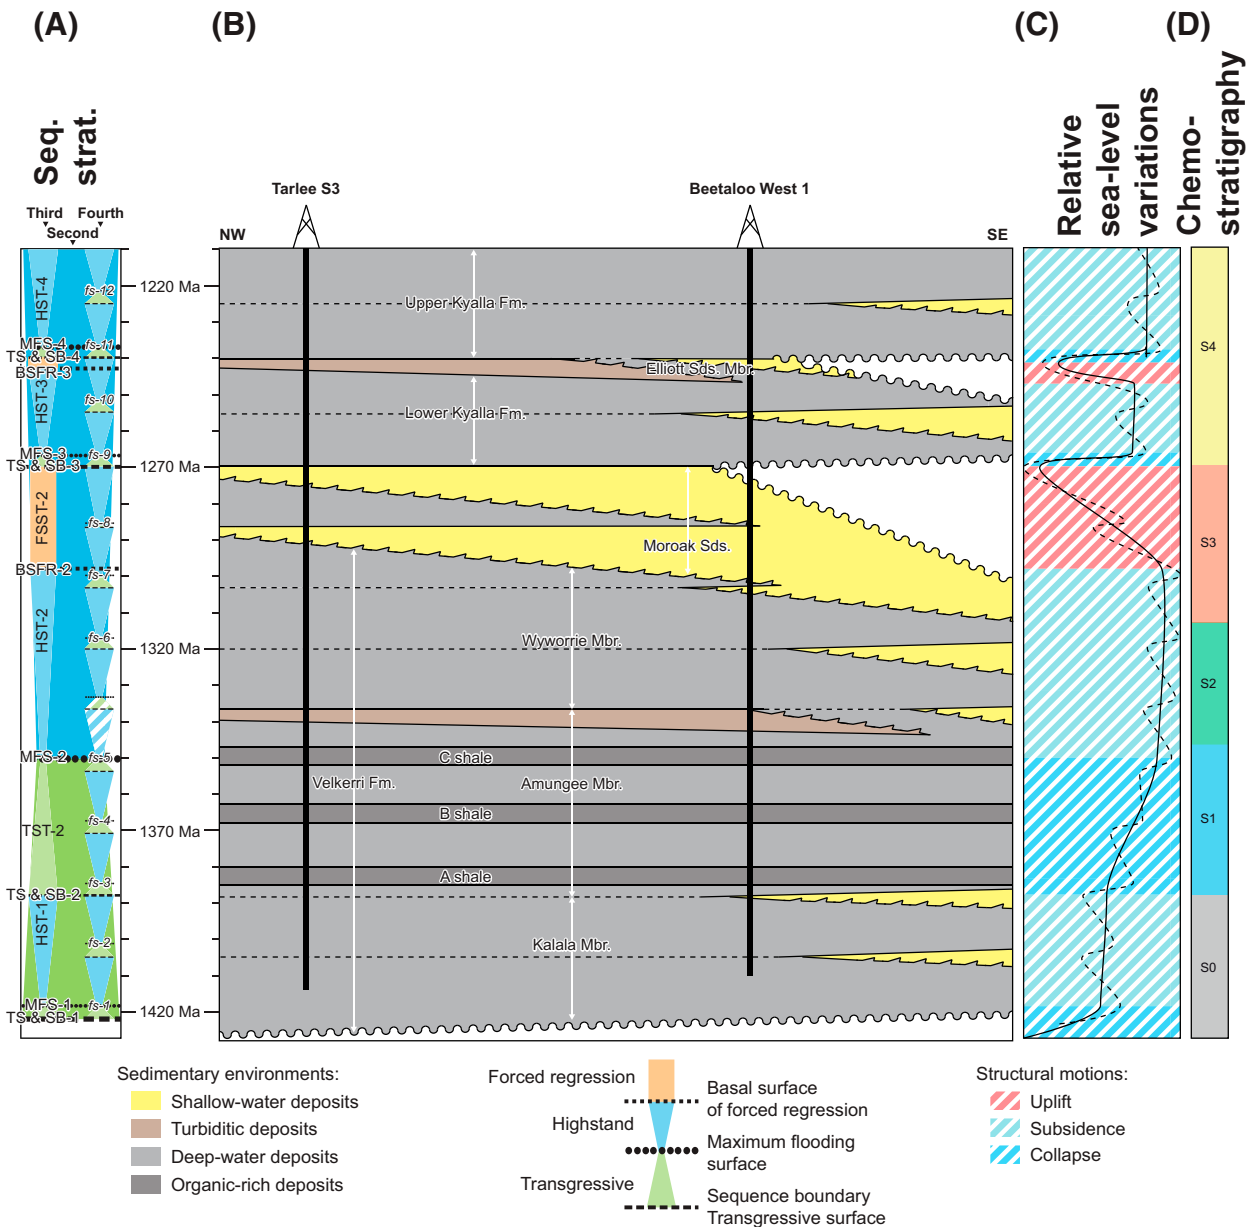 (A)
(B)
(C)
(D)
Seq.
strat.
Relative
sea-level
variations
Chemo-
stratigraphy
Third
Fourth
Second
Tarlee S3
Beetaloo West 1
NW
SE
HST-4
fs-12
MFS-4
fs-11
TS & SB-4
BSFR-3
HST-3
fs-10
MFS-3
fs-9
TS & SB-3
FSST-2
fs-8
BSFR-2
fs-7
HST-2
fs-6
MFS-2
fs-5
TST-2
fs-4
fs-3
TS & SB-2
HST-1
fs-2
MFS-1
fs-1
TS & SB-1
1220 Ma
1270 Ma
1320 Ma
1370 Ma
1420 Ma
Upper Kyalla Fm.
Elliott Sds. Mbr.
Lower Kyalla Fm.
Moroak Sds.
Wyworrie Mbr.
C shale
Velkerri Fm.
Amungee Mbr.
B shale
A shale
Kalala Mbr.
S4
S3
S2
S1
S0
Sedimentary environments:
Shallow-water deposits
Turbiditic deposits
Deep-water deposits
Organic-rich deposits
Forced regression
Highstand
Transgressive
Basal surface
of forced regression
Maximum flooding
surface
Sequence boundary
Transgressive surface
Structural motions:
Uplift
Subsidence
Collapse